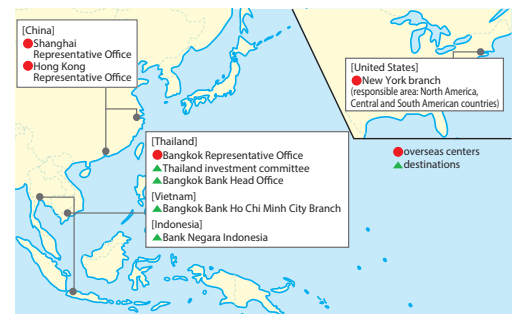 [China]
Shanghai
Representative Office
Hong Kong
Representative Office
[United States]
New York branch
(responsible area: North America,
Central and South American countries)
overseas centers
destinations
[Thailand]
Bangkok Representative Office
Thailand investment committee
Bangkok Bank Head Office
[Vietnam]
Bangkok Bank Ho Chi Minh City Branch
[Indonesia]
Bank Negara Indonesia